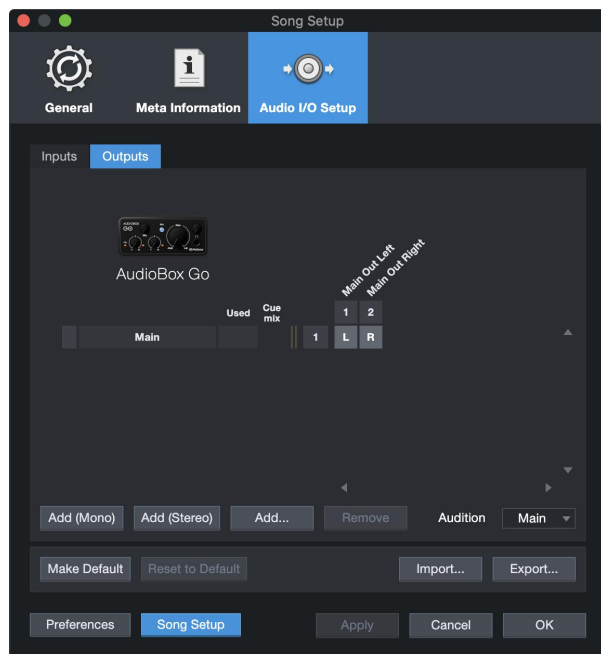 Song Setup
General
Meta Information
Audio I/O Setup
Inputs
Outputs
AudioBox Go
Main Out Left
Main Out Right
Used
Cue mix
1
2
Main
1
L
R
Add (Mono)
Add (Stereo)
Add...
Remove
Audition
Main
Make Default
Reset to Default
Import...
Export...
Preferences
Song Setup
Apply
Cancel
OK